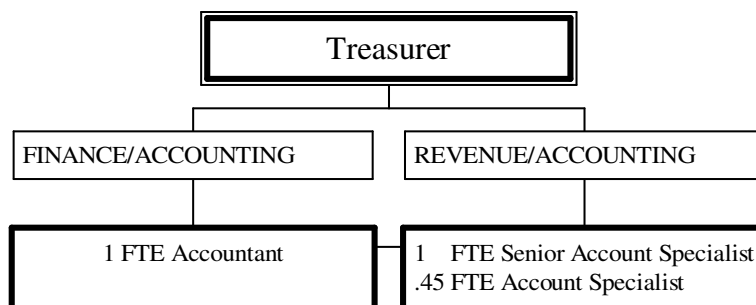 Treasurer
FINANCE/ACCOUNTING
REVENUE/ACCOUNTING
1 FTE Accountant
1 FTE Senior Account Specialist
.45 FTE Account Specialist